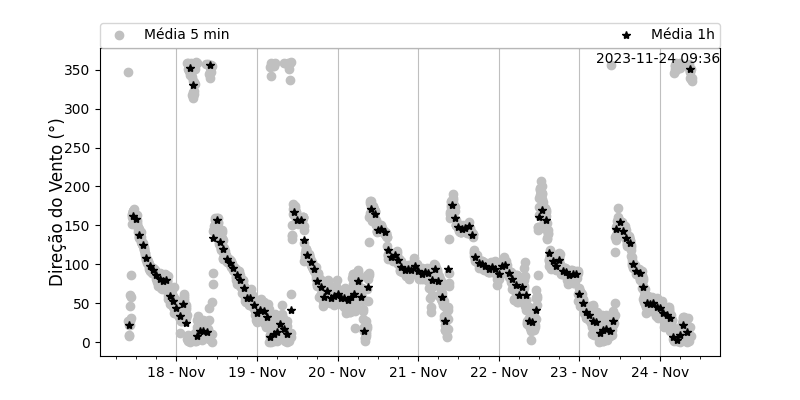 Média 5 min
Média 1h
2023-11-24 09:36
Direção do Vento (°)
350
300
250
200
150
100
50
0
18 - Nov
19 - Nov
20 - Nov
21 - Nov
22 - Nov
23 - Nov
24 - Nov